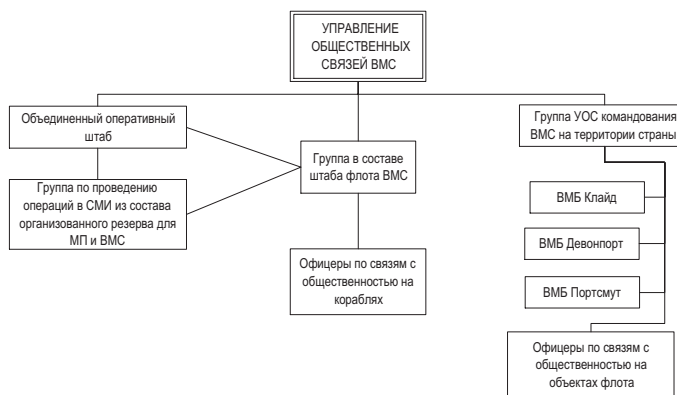 УПРАВЛЕНИЕ
ОБЩЕСТВЕННЫХ
СВЯЗЕЙ ВМС
Объединенный оперативный
штаб
Группа по проведению
операций в СМИ из состава
организованного резерва для
МП и ВМС
Группа в составе
штаба флота ВМС
Офицеры по связям с
общественностью на
кораблях
Группа УОС командования
ВМС на территории страны
ВМБ Клайд
ВМБ Девонпорт
ВМБ Портсмут
Офицеры по связям с
общественностью на
объектах флота